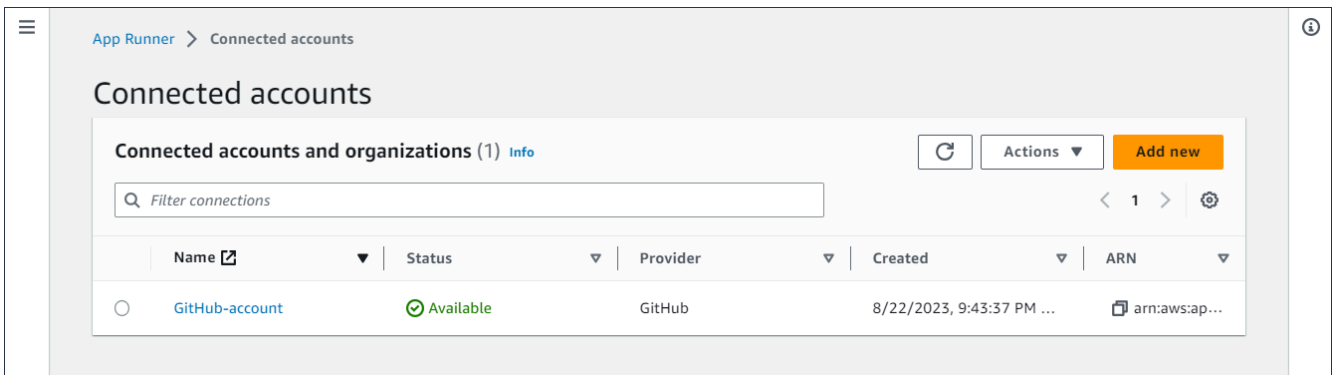 App Runner > Connected accounts
Connected accounts
Connected accounts and organizations (1) Info
Actions
Add new
Filter connections
1
Name Status Provider Created ARN
GitHub-account Available GitHub 8/22/2023, 9:43:37 PM ... arn:aws:ap...